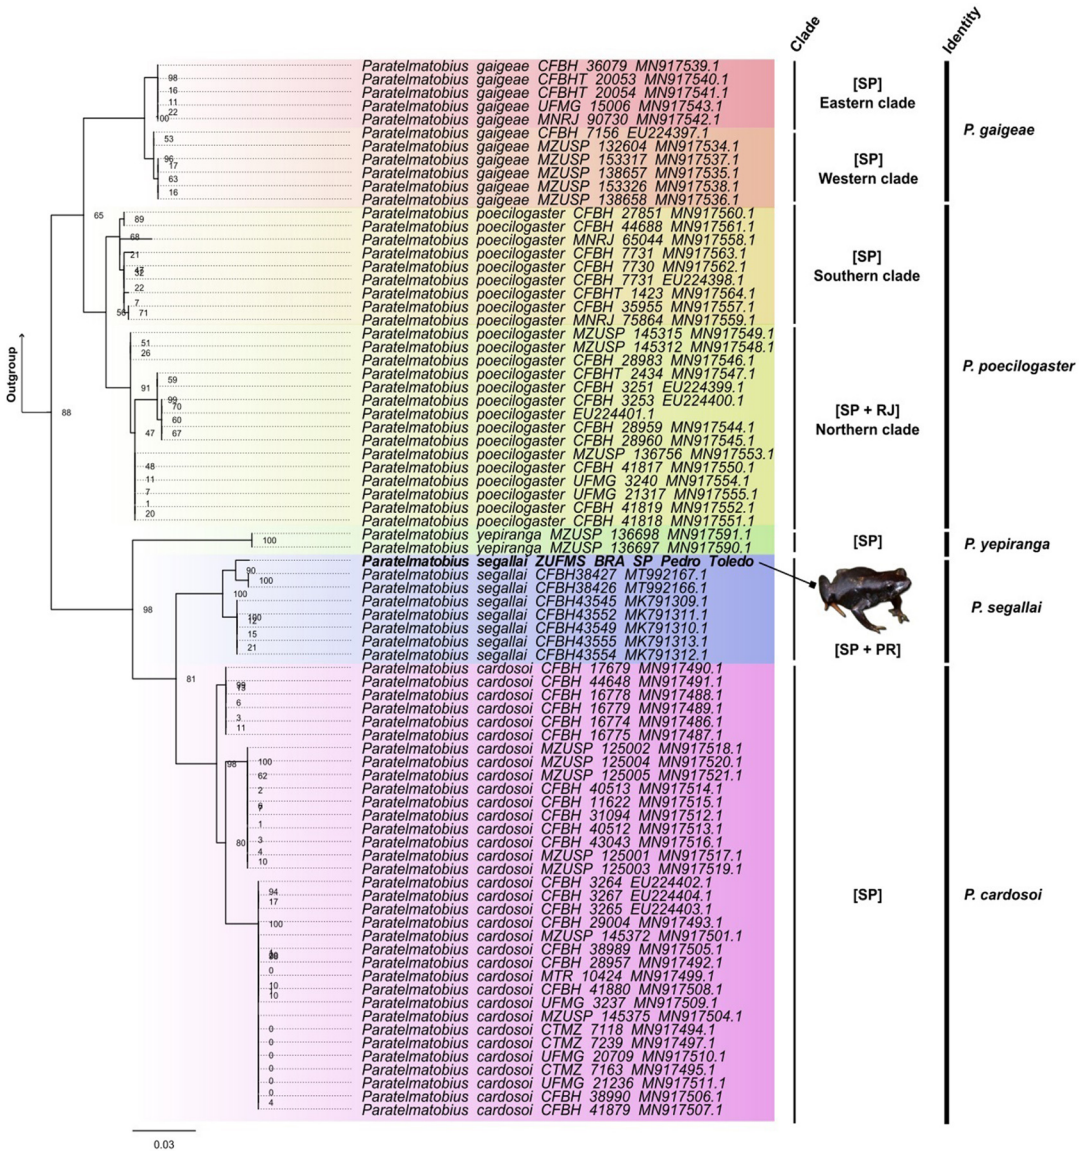 Clade
Identity
Outgroup
Paratelmatobius gaigeae CFBH 36079 MN917539.1
Paratelmatobius gaigeae CFBHT 20053 MN917540.1
Paratelmatobius gaigeae CFBHT 20054 MN917541.1
Paratelmatobius gaigeae UFMG 15006 MN917543.1
Paratelmatobius gaigeae MNRJ 90730 MN917542.1
Paratelmatobius gaigeae CFBH 7156 EU224397.1
Paratelmatobius gaigeae MZUSP 132604 MN917534.1
Paratelmatobius gaigeae MZUSP 153317 MN917537.1
Paratelmatobius gaigeae MZUSP 138657 MN917535.1
Paratelmatobius gaigeae MZUSP 153326 MN917538.1
Paratelmatobius gaigeae MZUSP 138658 MN917536.1
Paratelmatobius poecilogaster CFBH 27851 MN917560.1
Paratelmatobius poecilogaster CFBH 44688 MN917561.1
Paratelmatobius poecilogaster MNRJ 65044 MN917558.1
Paratelmatobius poecilogaster CFBH 7731 MN917563.1
Paratelmatobius poecilogaster CFBH 7730 MN917562.1
Paratelmatobius poecilogaster CFBH 7731 EU224398.1
Paratelmatobius poecilogaster CFBHT 1423 MN917564.1
Paratelmatobius poecilogaster CFBH 35955 MN917557.1
Paratelmatobius poecilogaster MNRJ 75864 MN917559.1
Paratelmatobius poecilogaster MZUSP 145315 MN917549.1
Paratelmatobius poecilogaster MZUSP 145312 MN917548.1
Paratelmatobius poecilogaster CFBH 28983 MN917546.1
Paratelmatobius poecilogaster CFBHT 2434 MN917547.1
Paratelmatobius poecilogaster CFBH 3251 EU224399.1
Paratelmatobius poecilogaster CFBH 3253 EU224400.1
Paratelmatobius poecilogaster EU224401.1
Paratelmatobius poecilogaster CFBH 28959 MN917544.1
Paratelmatobius poecilogaster CFBH 28960 MN917545.1
Paratelmatobius poecilogaster MZUSP 136756 MN917553.1
Paratelmatobius poecilogaster CFBH 41817 MN917550.1
Paratelmatobius poecilogaster UFMG 3240 MN917554.1
Paratelmatobius poecilogaster UFMG 21317 MN917555.1
Paratelmatobius poecilogaster CFBH 41819 MN917552.1
Paratelmatobius poecilogaster CFBH 41818 MN917551.1
Paratelmatobius yepiranga MZUSP 136698 MN917591.1
Paratelmatobius yepiranga MZUSP 136697 MN917590.1
Paratelmatobius segallai ZUFMS BRA SP Pedro Toledo
Paratelmatobius segallai CFBH38427 MT992167.1
Paratelmatobius segallai CFBH38426 MT992166.1
Paratelmatobius segallai CFBH43545 MK791309.1
Paratelmatobius segallai CFBH43552 MK791311.1
Paratelmatobius segallai CFBH43549 MK791310.1
Paratelmatobius segallai CFBH43555 MK791313.1
Paratelmatobius segallai CFBH43554 MK791312.1
Paratelmatobius cardosoi CFBH 17679 MN917490.1
Paratelmatobius cardosoi CFBH 44648 MN917491.1
Paratelmatobius cardosoi CFBH 16778 MN917488.1
Paratelmatobius cardosoi CFBH 16779 MN917489.1
Paratelmatobius cardosoi CFBH 16774 MN917486.1
Paratelmatobius cardosoi CFBH 16775 MN917487.1
Paratelmatobius cardosoi MZUSP 125002 MN917518.1
Paratelmatobius cardosoi MZUSP 125004 MN917520.1
Paratelmatobius cardosoi MZUSP 125005 MN917521.1
Paratelmatobius cardosoi CFBH 40513 MN917514.1
Paratelmatobius cardosoi CFBH 11622 MN917515.1
Paratelmatobius cardosoi CFBH 31094 MN917512.1
Paratelmatobius cardosoi CFBH 40512 MN917513.1
Paratelmatobius cardosoi CFBH 43043 MN917516.1
Paratelmatobius cardosoi MZUSP 125001 MN917517.1
Paratelmatobius cardosoi MZUSP 125003 MN917519.1
Paratelmatobius cardosoi CFBH 3264 EU224402.1
Paratelmatobius cardosoi CFBH 3267 EU224404.1
Paratelmatobius cardosoi CFBH 3265 EU224403.1
Paratelmatobius cardosoi CFBH 29004 MN917493.1
Paratelmatobius cardosoi MZUSP 145372 MN917501.1
Paratelmatobius cardosoi CFBH 38989 MN917505.1
Paratelmatobius cardosoi CFBH 28957 MN917492.1
Paratelmatobius cardosoi MTR 10424 MN917499.1
Paratelmatobius cardosoi CFBH 41880 MN917508.1
Paratelmatobius cardosoi UFMG 3237 MN917509.1
Paratelmatobius cardosoi MZUSP 145375 MN917504.1
Paratelmatobius cardosoi CTMZ 7118 MN917494.1
Paratelmatobius cardosoi CTMZ 7239 MN917497.1
Paratelmatobius cardosoi UFMG 20709 MN917510.1
Paratelmatobius cardosoi CTMZ 7163 MN917495.1
Paratelmatobius cardosoi UFMG 21236 MN917511.1
Paratelmatobius cardosoi CFBH 38990 MN917506.1
Paratelmatobius cardosoi CFBH 41879 MN917507.1
98
16
11
22
100
53
96
17
63
16
65
89
68
21
22
7
56
71
51
26
59
91
99
70
60
47
67
88
48
11
7
1
20
100
90
100
100
98
100
12
15
21
81
99
13
6
3
11
98
100
62
2
1
3
80
4
10
94
17
100
0
10
10
0
0
0
0
0
0
4
0.03
[SP]
Eastern clade
[SP]
Western clade
[SP]
Southern clade
[SP + RJ]
Northern clade
[SP]
[SP + PR]
[SP]
P. gaigeae
P. poecilogaster
P. yepiranga
P. segallai
P. cardosoi